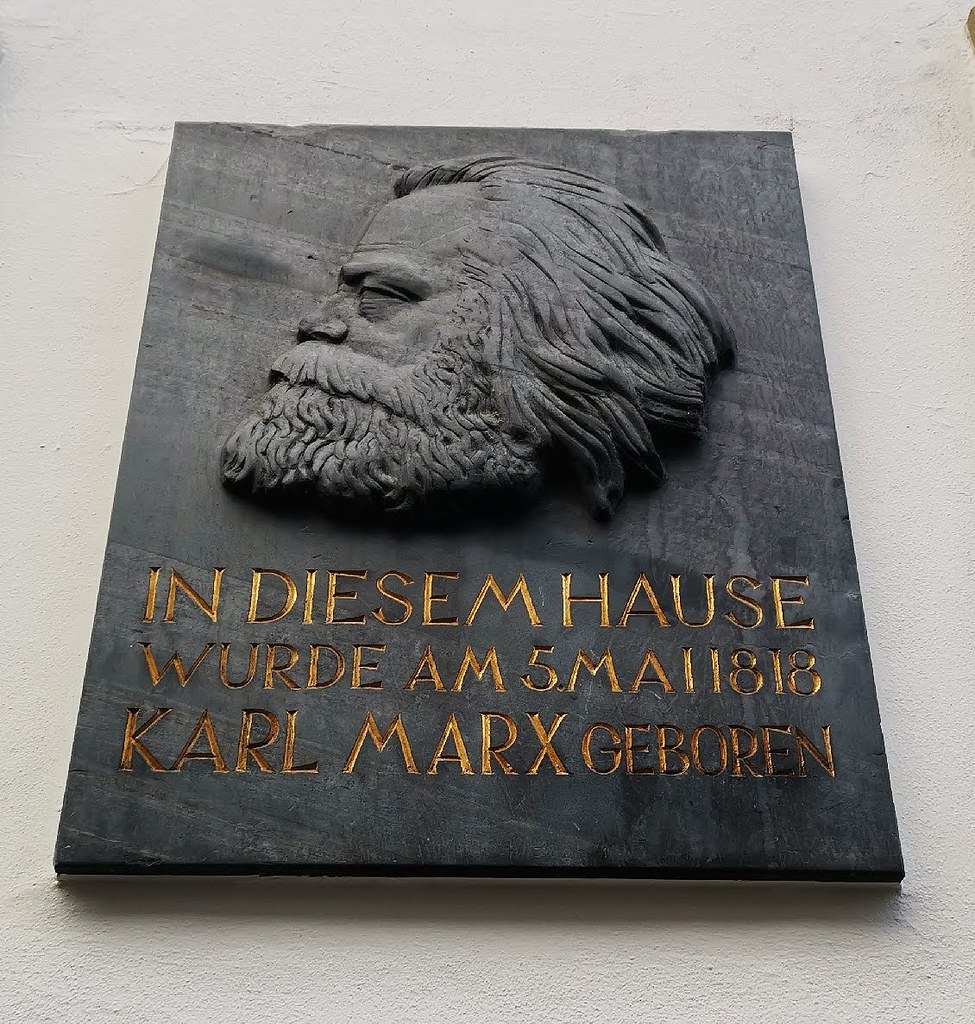 IN DIESEM HAUSE
WURDE AM 5. MAI 1818
KARL MARX GEBOREN